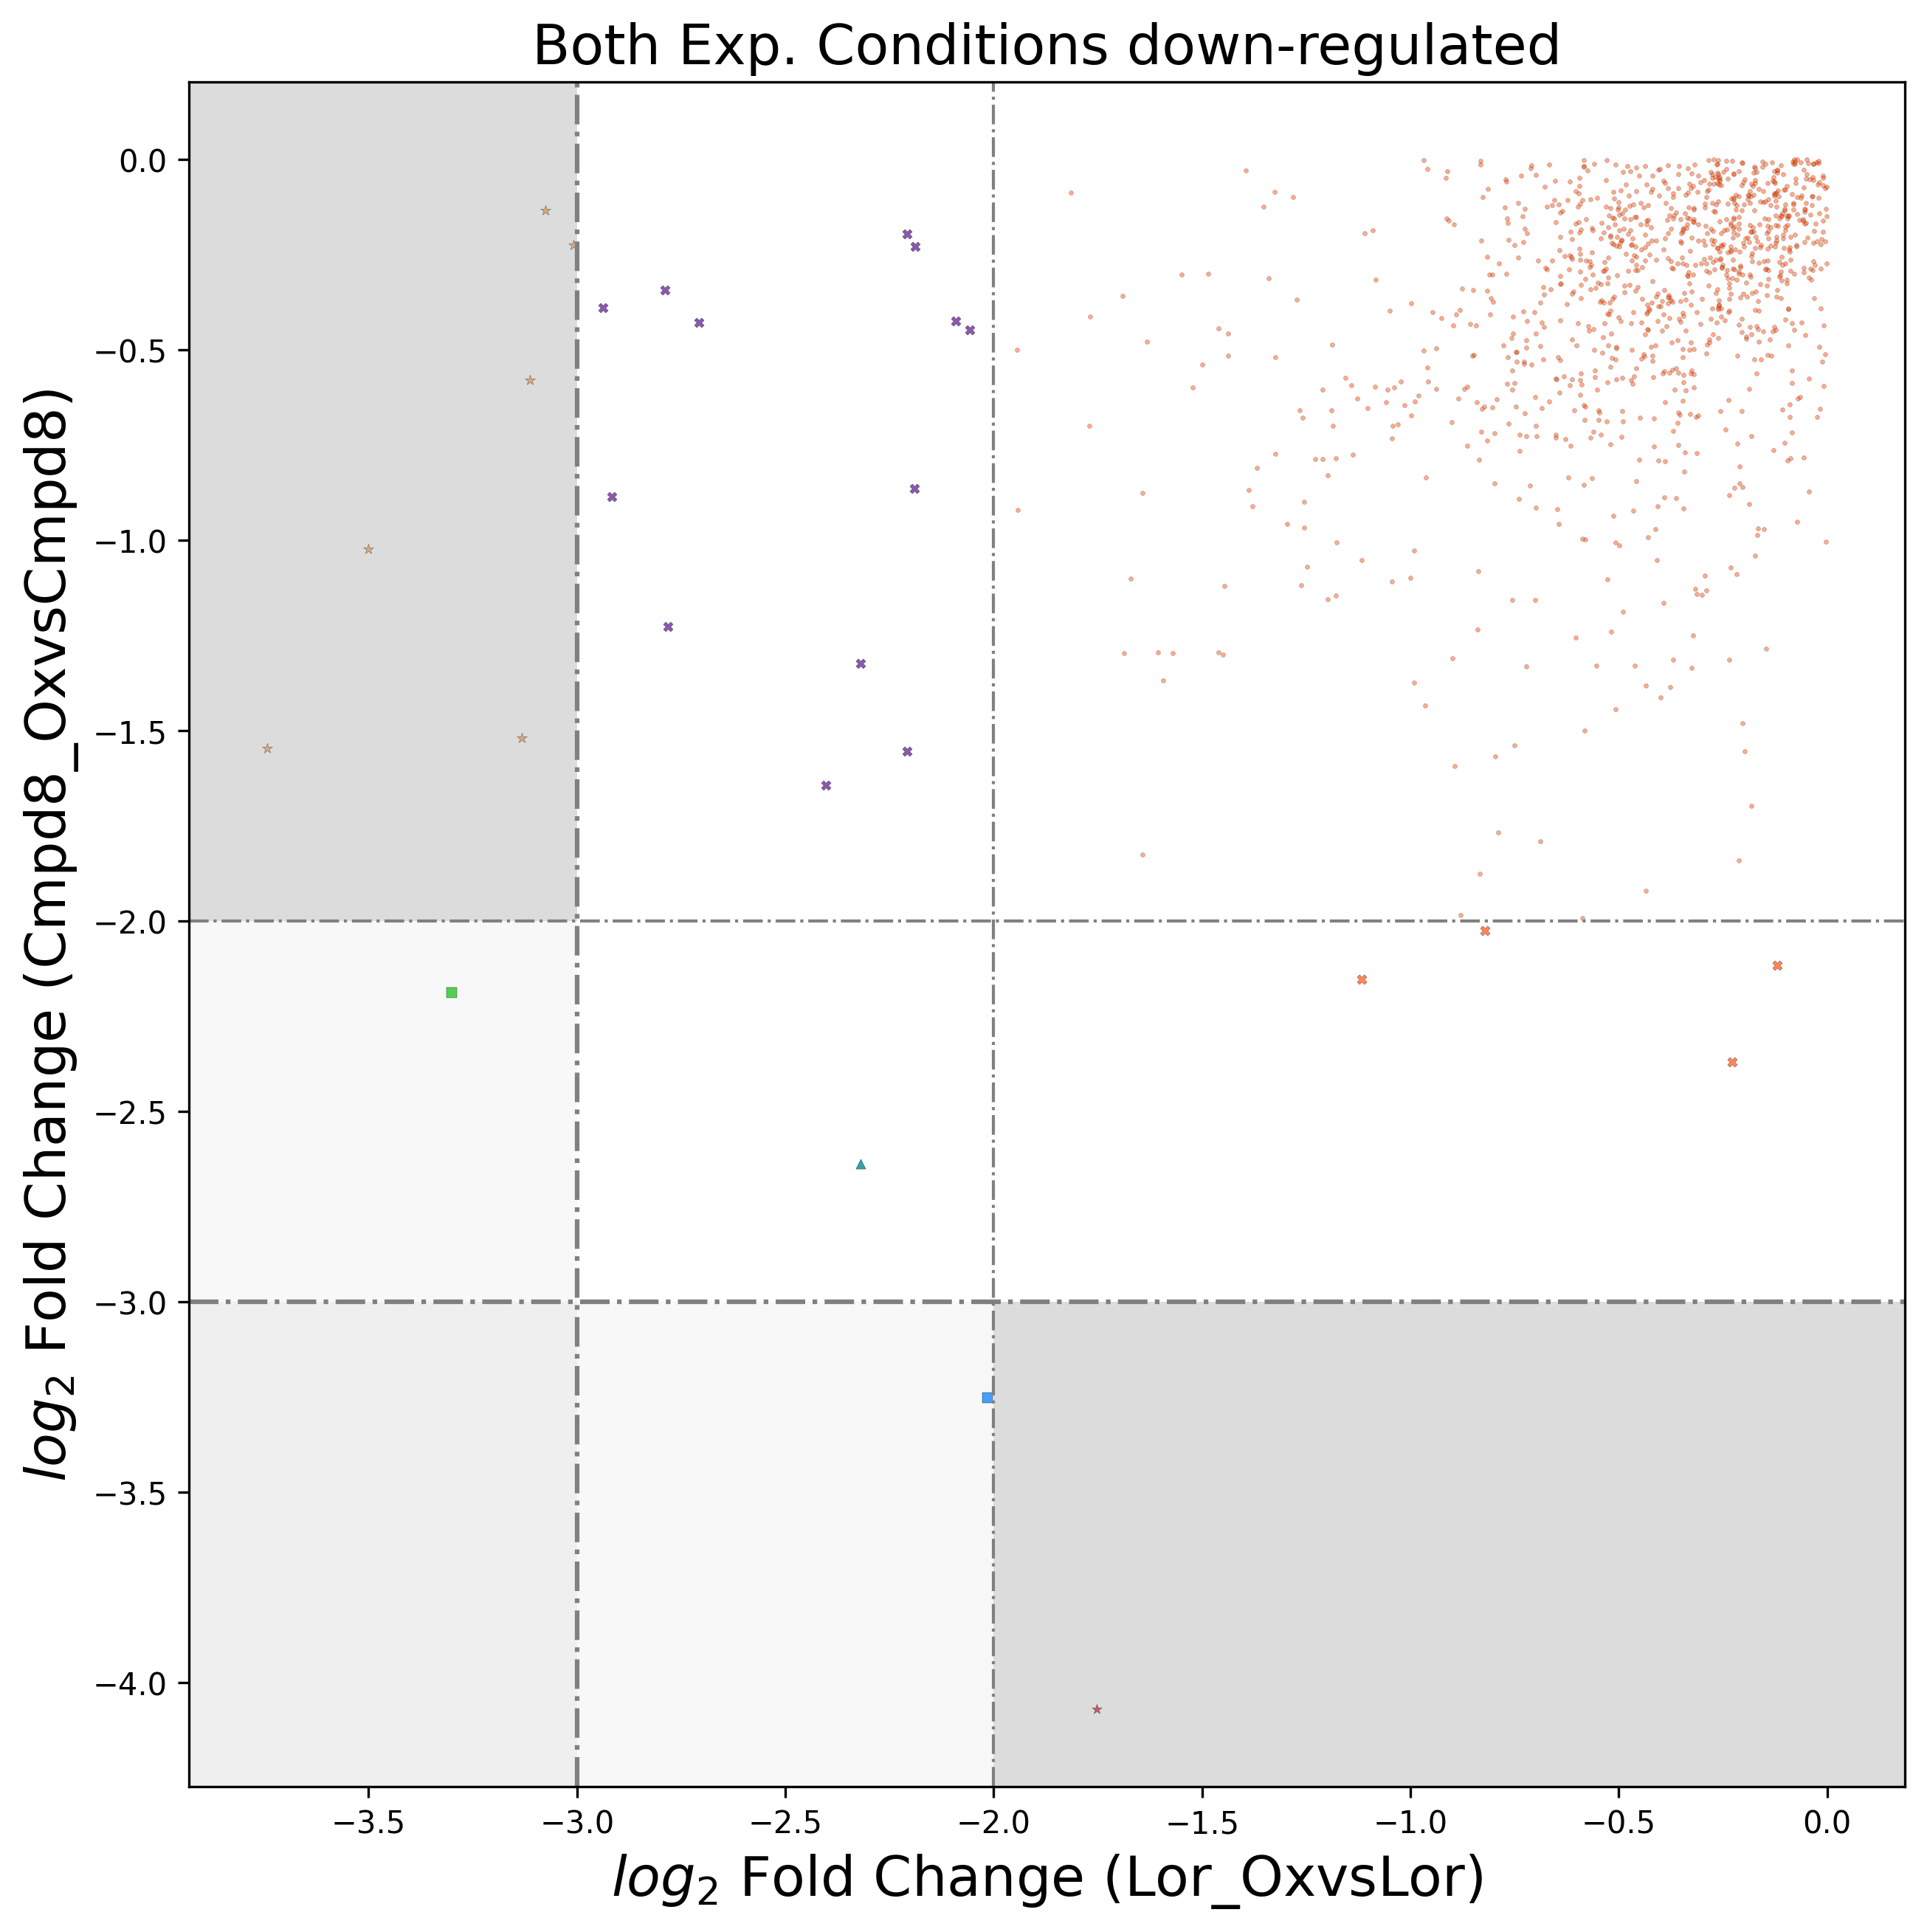 Both Exp. Conditions down-regulated
log₂ Fold Change (Cmpd8_OxvsCmpd8)
0.0
−0.5
−1.0
−1.5
−2.0
−2.5
−3.0
−3.5
−4.0
−3.5 −3.0 −2.5 −2.0 −1.5 −1.0 −0.5 0.0
log₂ Fold Change (Lor_OxvsLor)